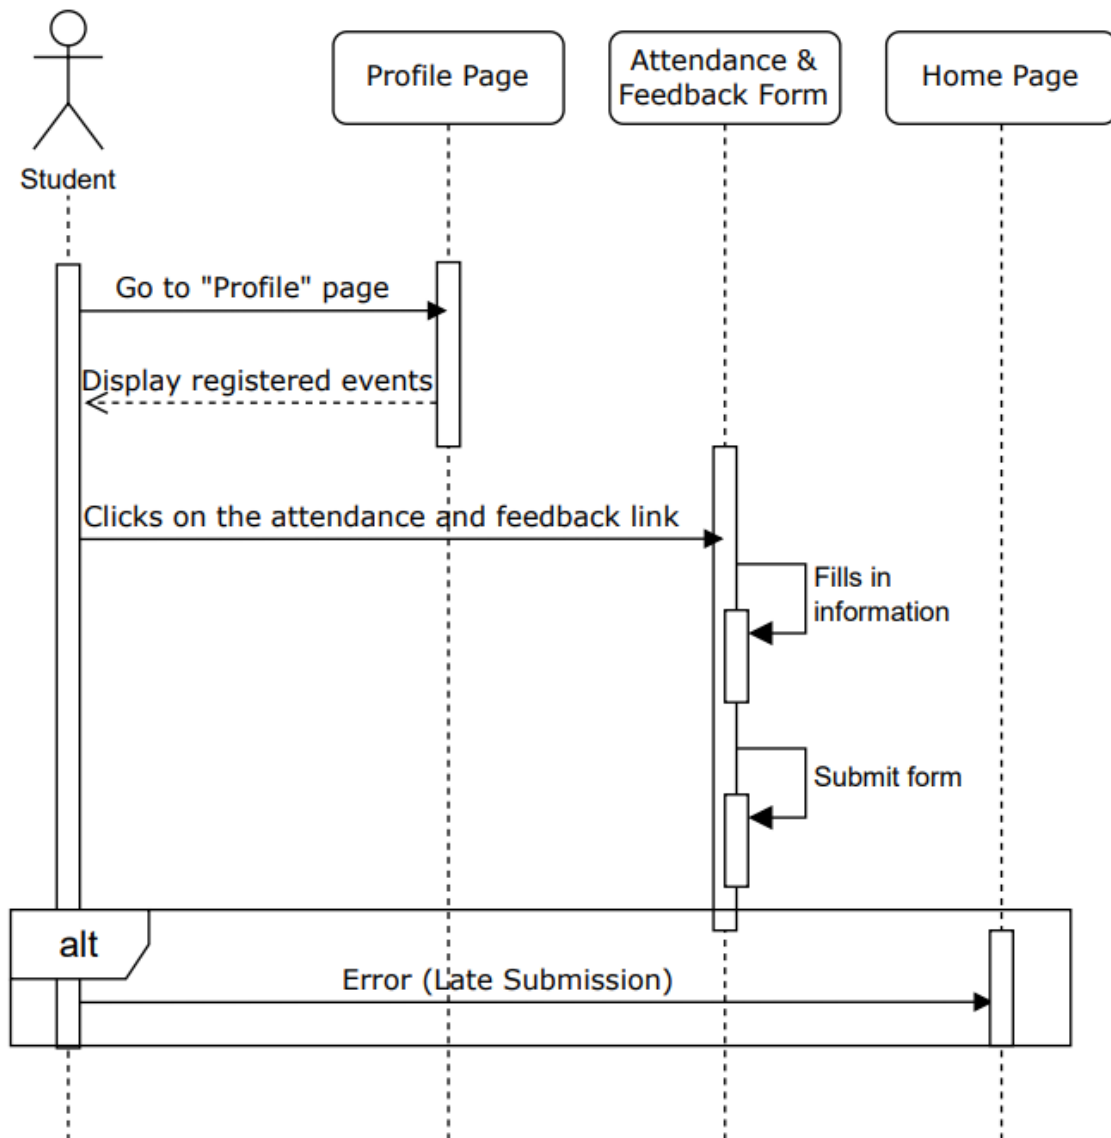 Student
Profile Page
Attendance &
Feedback Form
Home Page
Go to "Profile" page
Display registered events
Clicks on the attendance and feedback link
Fills in
information
Submit form
alt
Error (Late Submission)